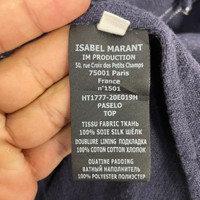 ISABEL MARANT
IM PRODUCTION
50, rue Croix des Petits Champs
75001 Paris
France
n°1501
HT1777-20E019H
PASELO
TOP
TISSU FABRIC ТКАНЬ
100% SOIE SILK ШЁЛК
DOUBLURE LINING ПОДКЛАДКА
100% COTON COTTON ХЛОПОК
OUATINE PADDING
ВАТНЫЙ НАПОЛНИТЕЛЬ
100% POLYESTER ПОЛИЭСТЕР